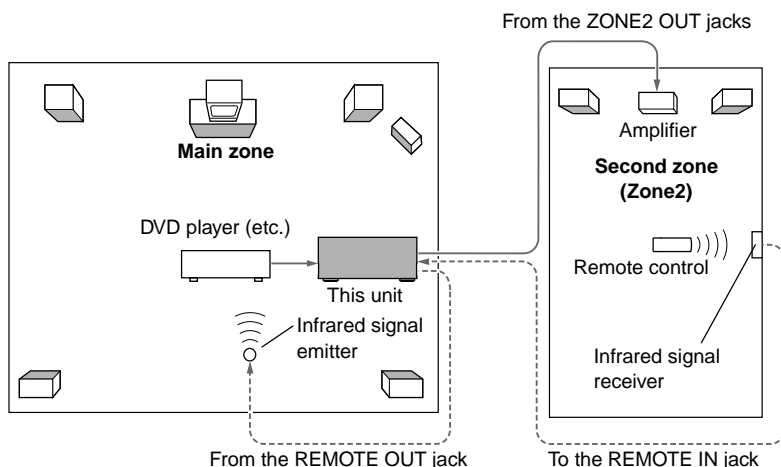 From the ZONE2 OUT jacks
Main zone
Amplifier
Second zone
(Zone2)
DVD player (etc.)
This unit
Remote control
Infrared signal
emitter
Infrared signal
receiver
From the REMOTE OUT jack
To the REMOTE IN jack